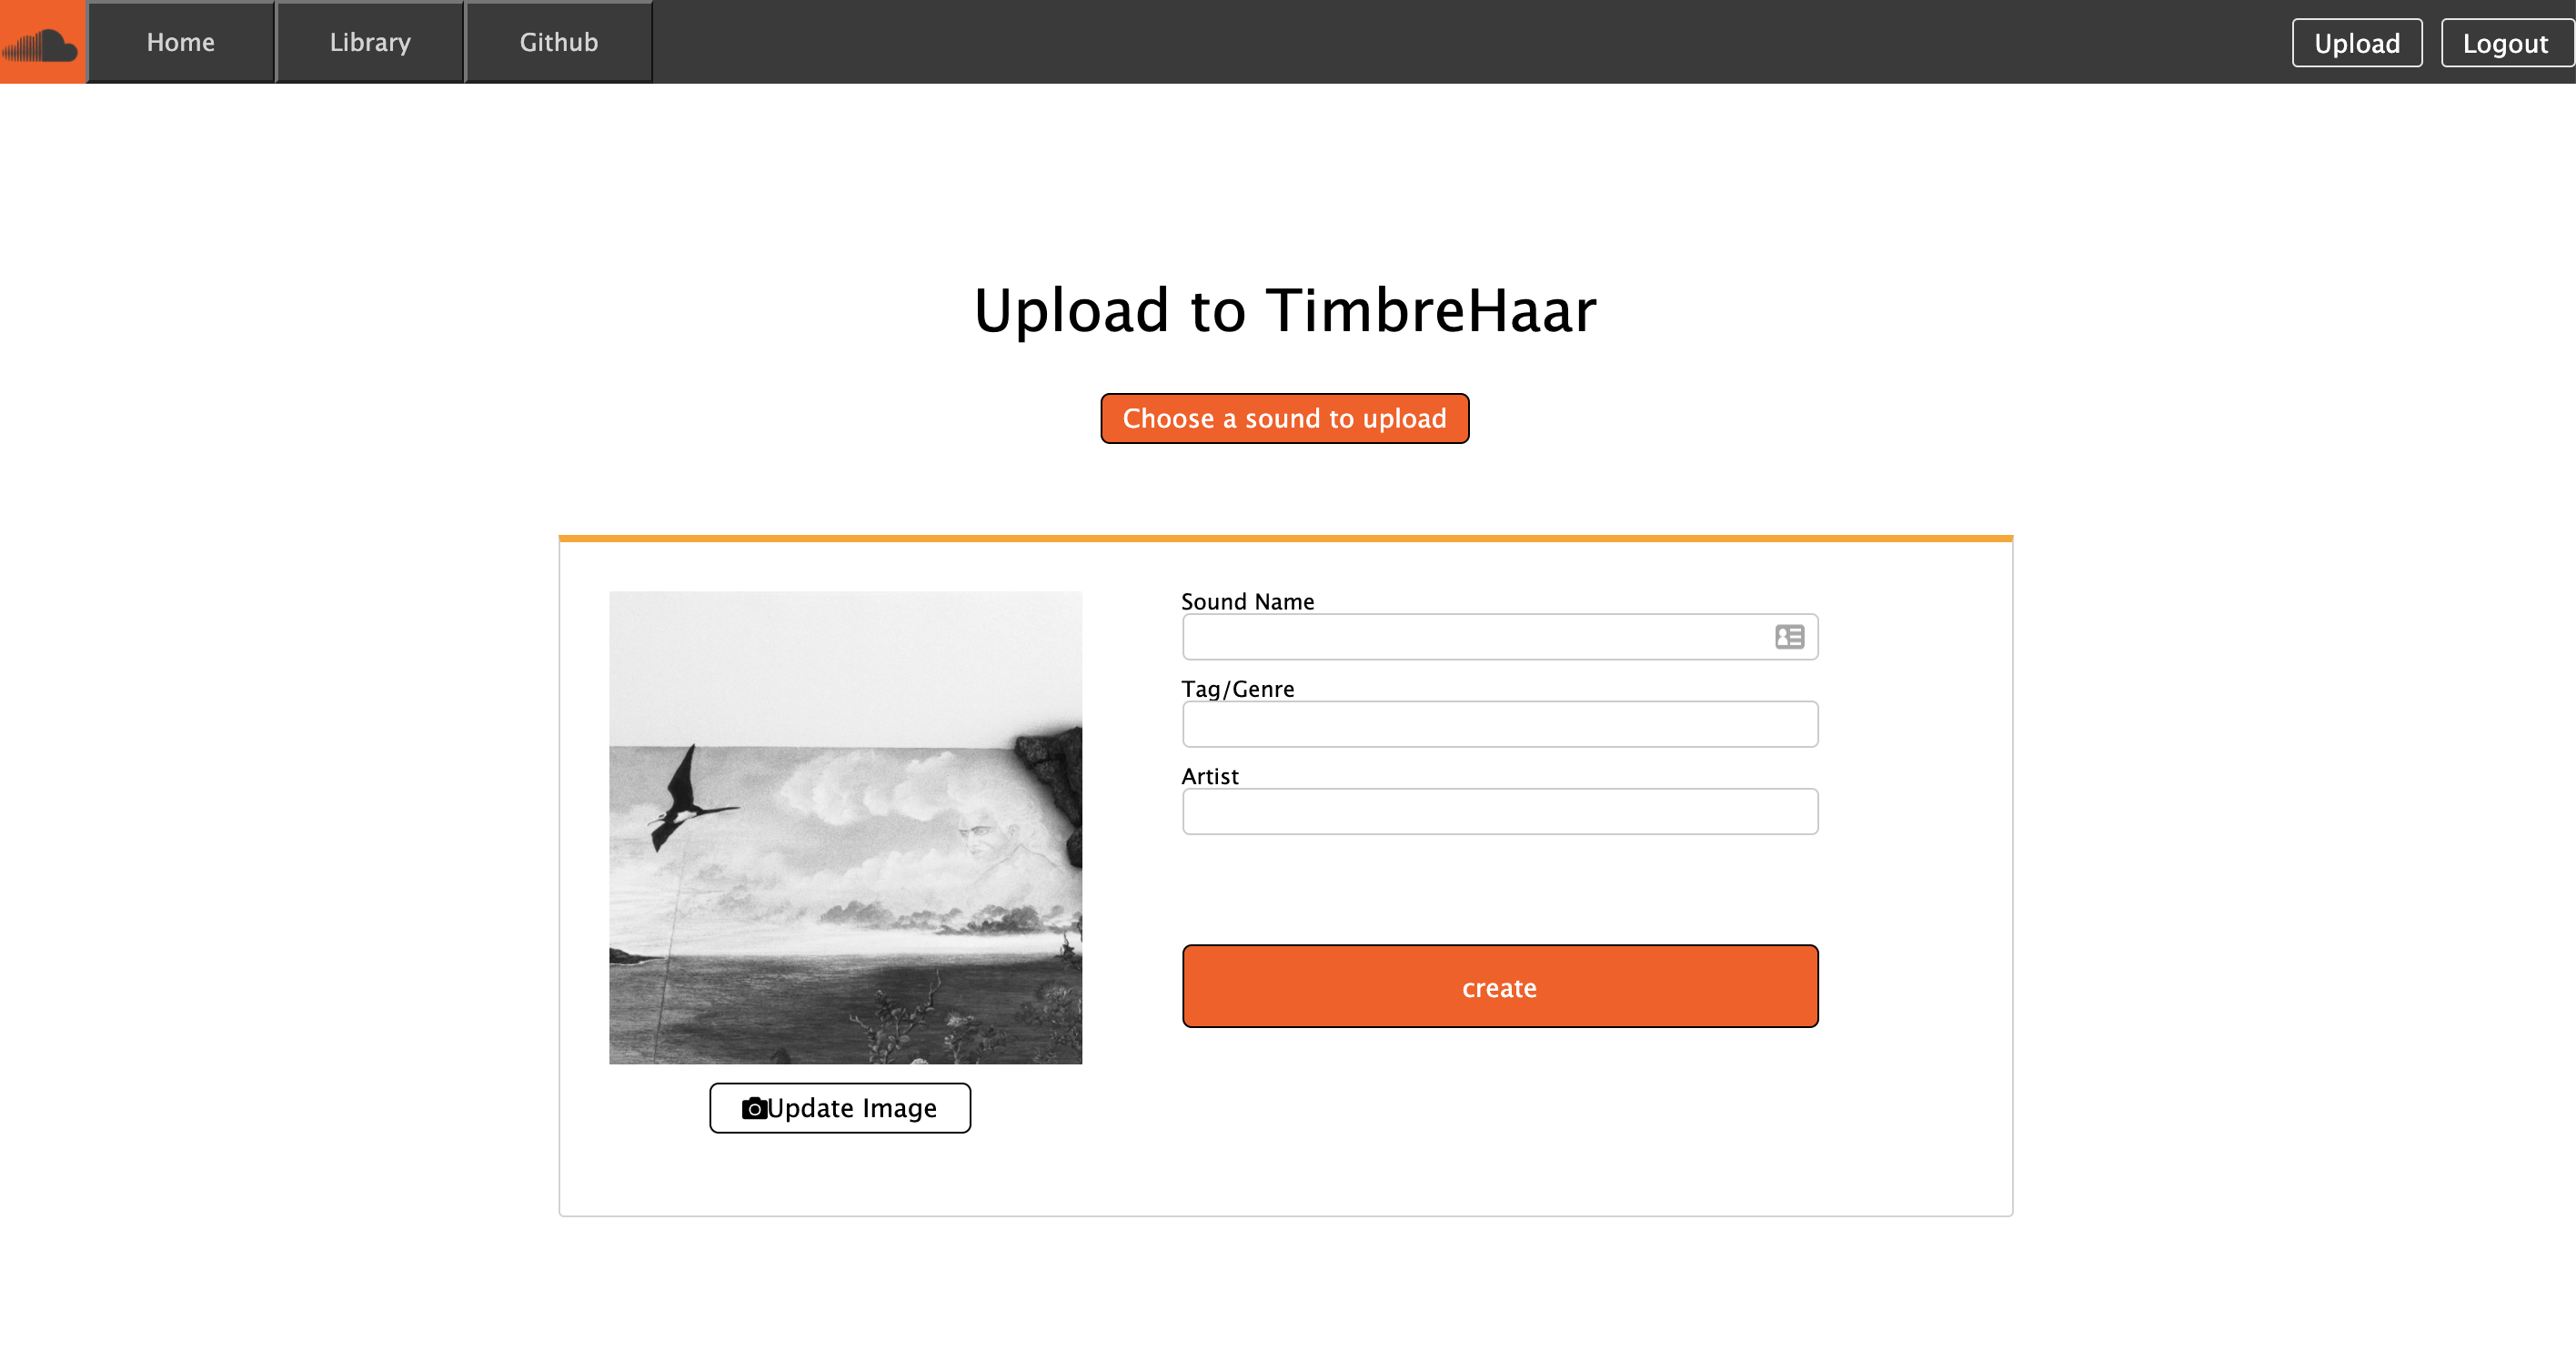 Home
Library
Github
Upload
Logout
Upload to TimbreHaar
Choose a sound to upload
Sound Name
Tag/Genre
Artist
create
Update Image